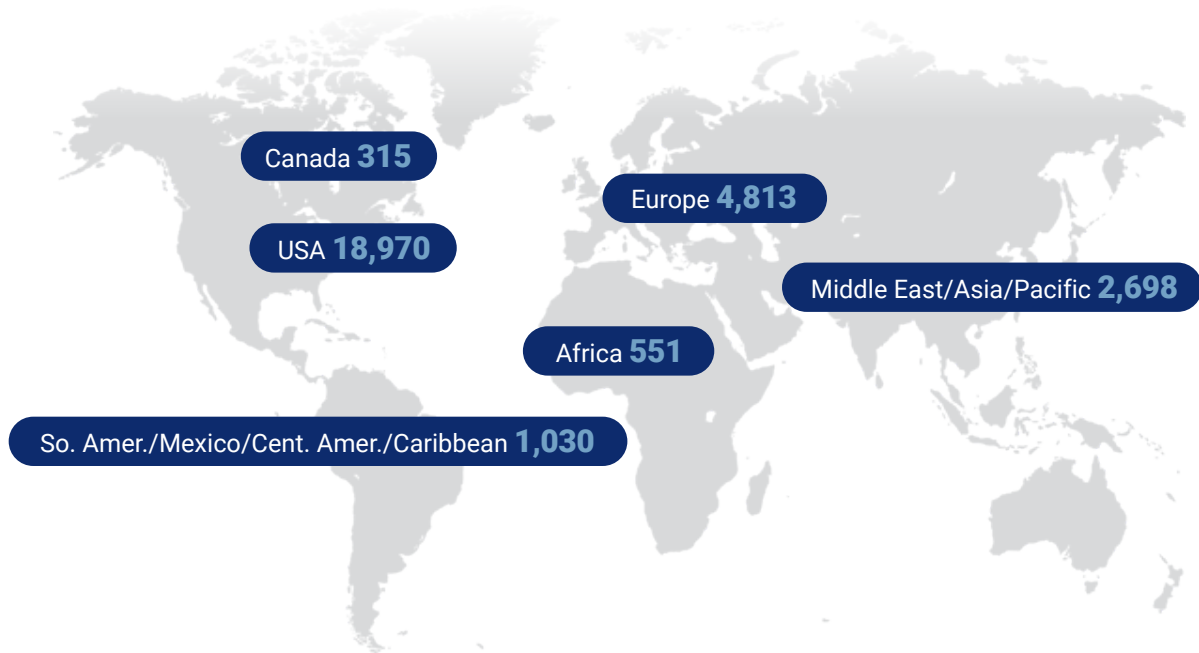 Canada 315
Europe 4,813
USA 18,970
Middle East/Asia/Pacific 2,698
Africa 551
So. Amer./Mexico/Cent. Amer./Caribbean 1,030